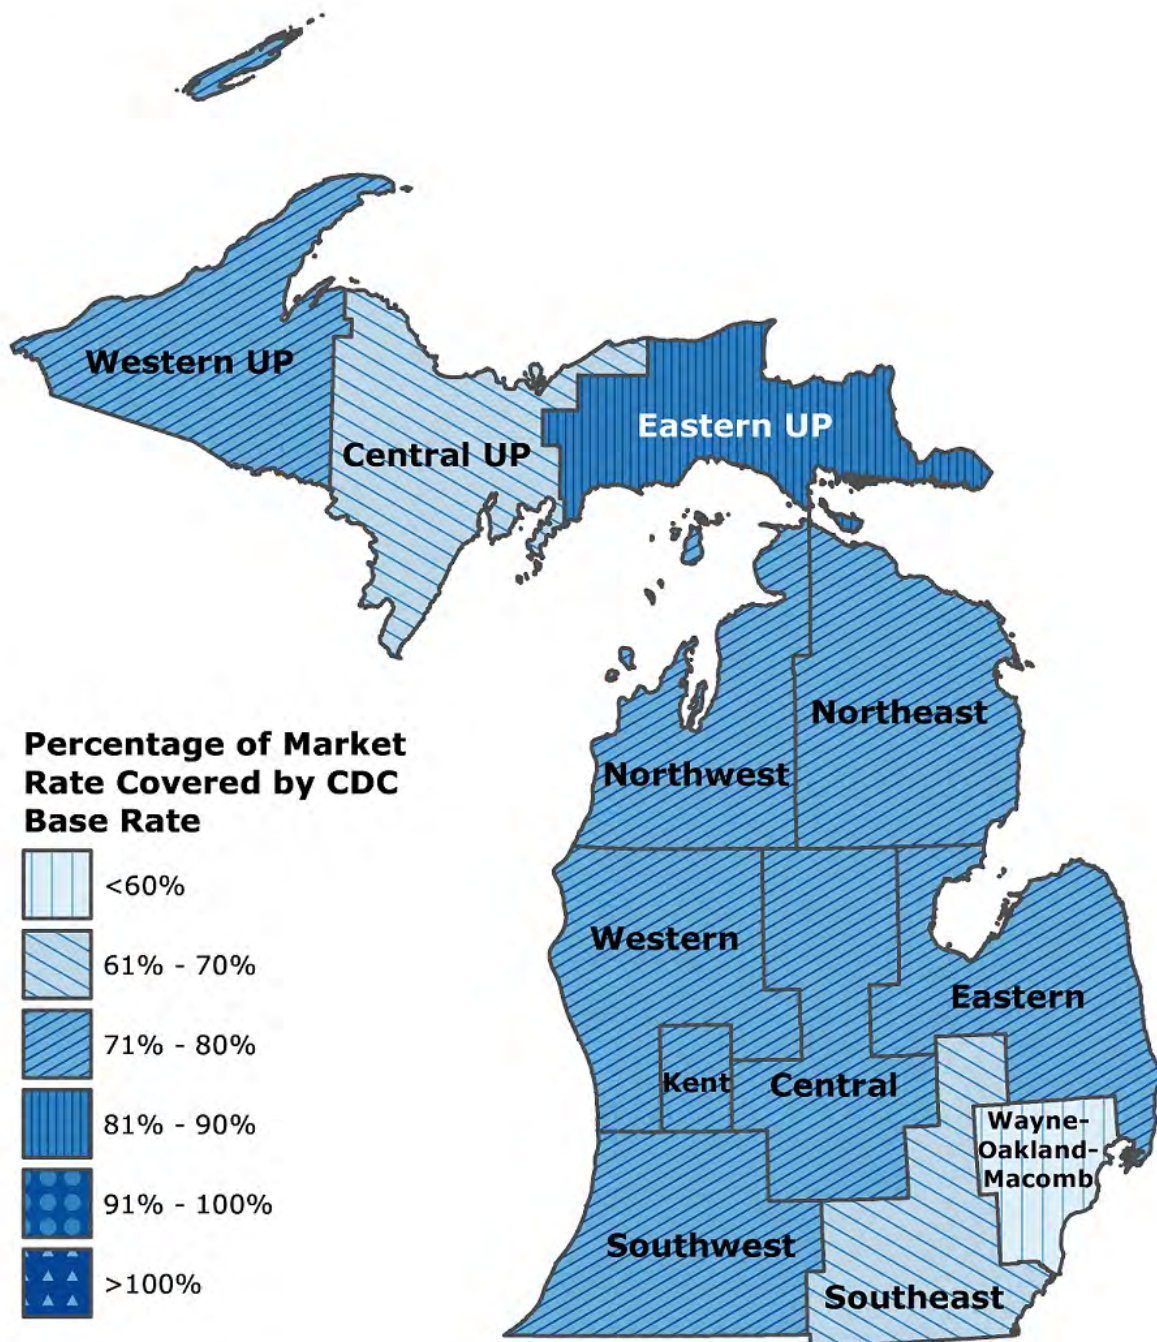 Western UP
Central UP
Eastern UP
Northeast
Northwest
Western
Eastern
Kent
Central
Wayne-
Oakland-
Macomb
Southwest
Southeast
Percentage of Market
Rate Covered by CDC
Base Rate
<60%
61% - 70%
71% - 80%
81% - 90%
91% - 100%
>100%